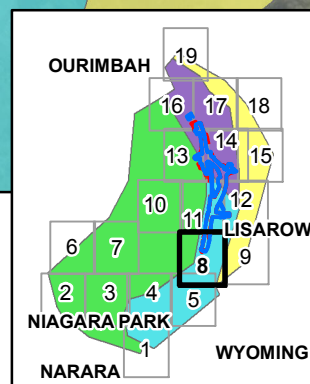 19
OURIMBAH
16 17 18
14
13 15
10 12
11
LISAROW
6 7 8 9
2 3 4 5
NIAGARA PARK
1 WYOMING
NARARA